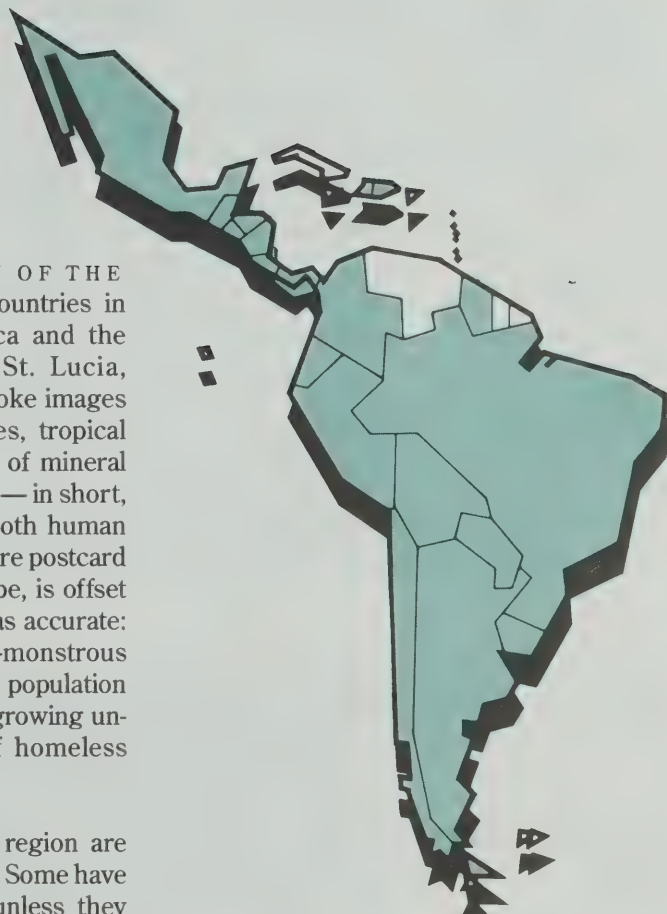 OF THE
ountries in
ca and the
St. Lucia,
oke images
es, tropical
of mineral
— in short,
oth human
re postcard
be, is offset
as accurate:
-monstrous
population
growing un-
f homeless
region are
Some have
unless they